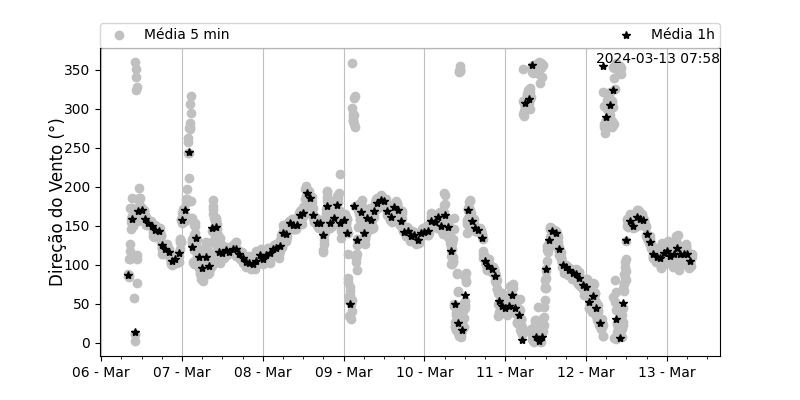 Média 5 min
Média 1h
2024-03-13 07:58
Direção do Vento (°)
350
300
250
200
150
100
50
0
06 - Mar
07 - Mar
08 - Mar
09 - Mar
10 - Mar
11 - Mar
12 - Mar
13 - Mar